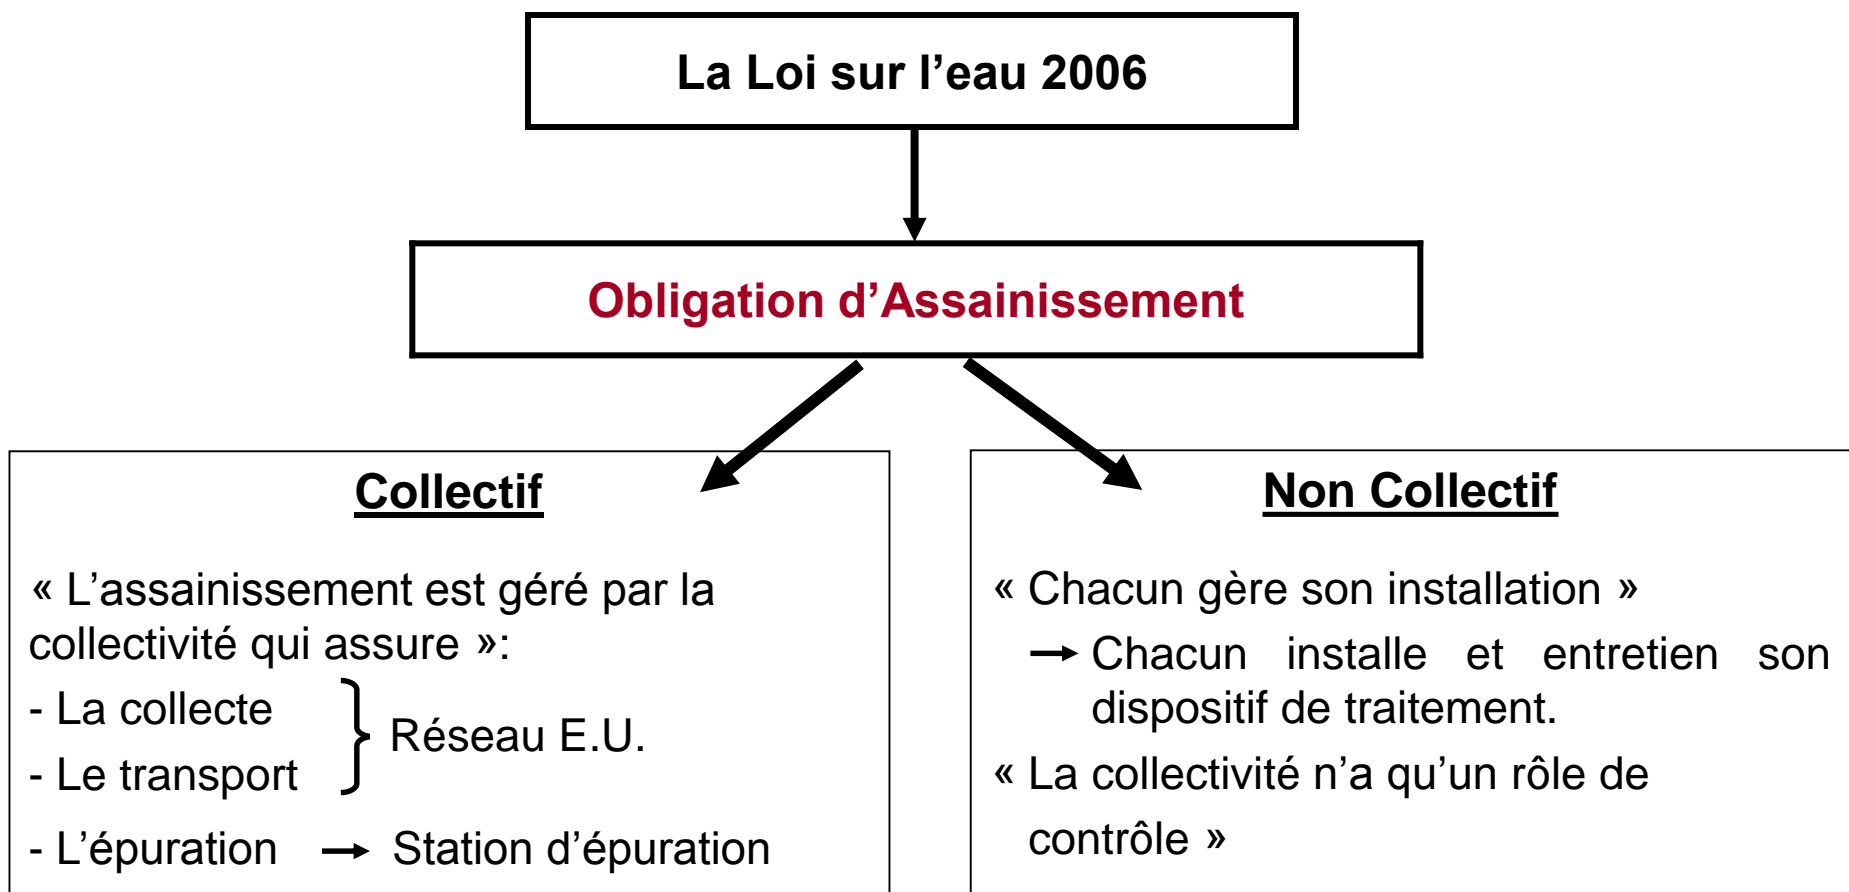 La Loi sur l’eau 2006
Obligation d’Assainissement
Collectif
« L’assainissement est géré par la
collectivité qui assure »:
- La collecte
- Le transport
Réseau E.U.
- L’épuration → Station d’épuration
Non Collectif
« Chacun gère son installation »
→ Chacun installe et entretien son
dispositif de traitement.
« La collectivité n’a qu’un rôle de
contrôle »